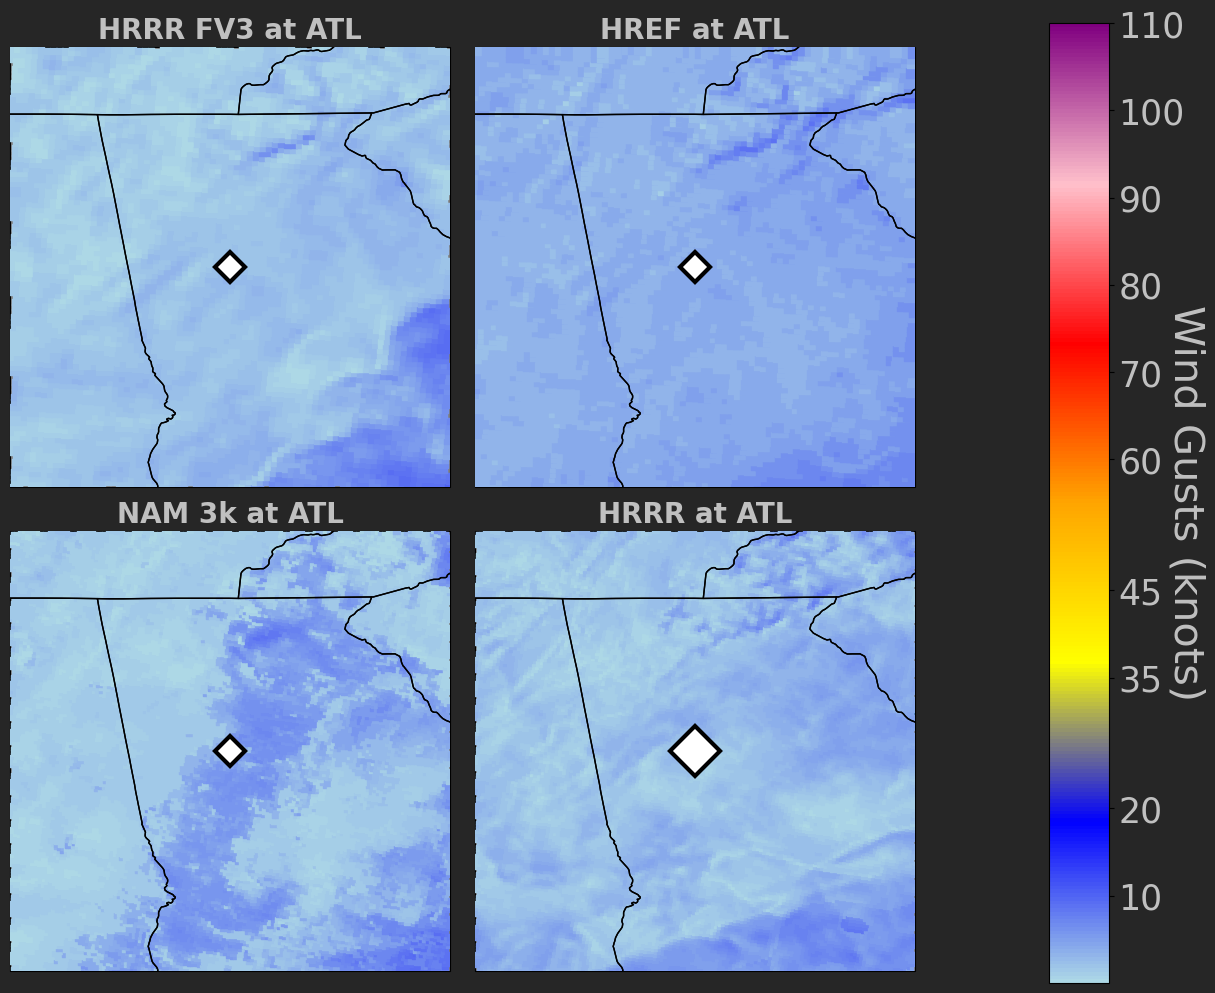 HRRR FV3 at ATL
HREF at ATL
NAM 3k at ATL
HRRR at ATL
110
100
90
80
70
60
45
35
20
10
Wind Gusts (knots)